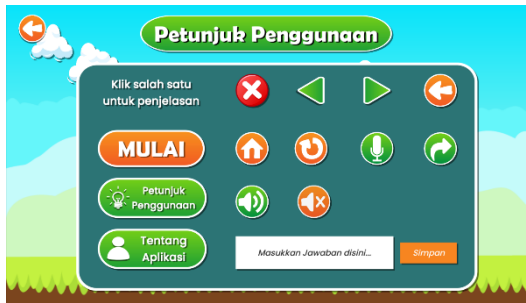 Petunjuk Penggunaan
Klik salah satu
untuk penjelasan
MULAI
Petunjuk
Penggunaan
Tentang
Aplikasi
Masukkan Jawaban disini...
Simpan